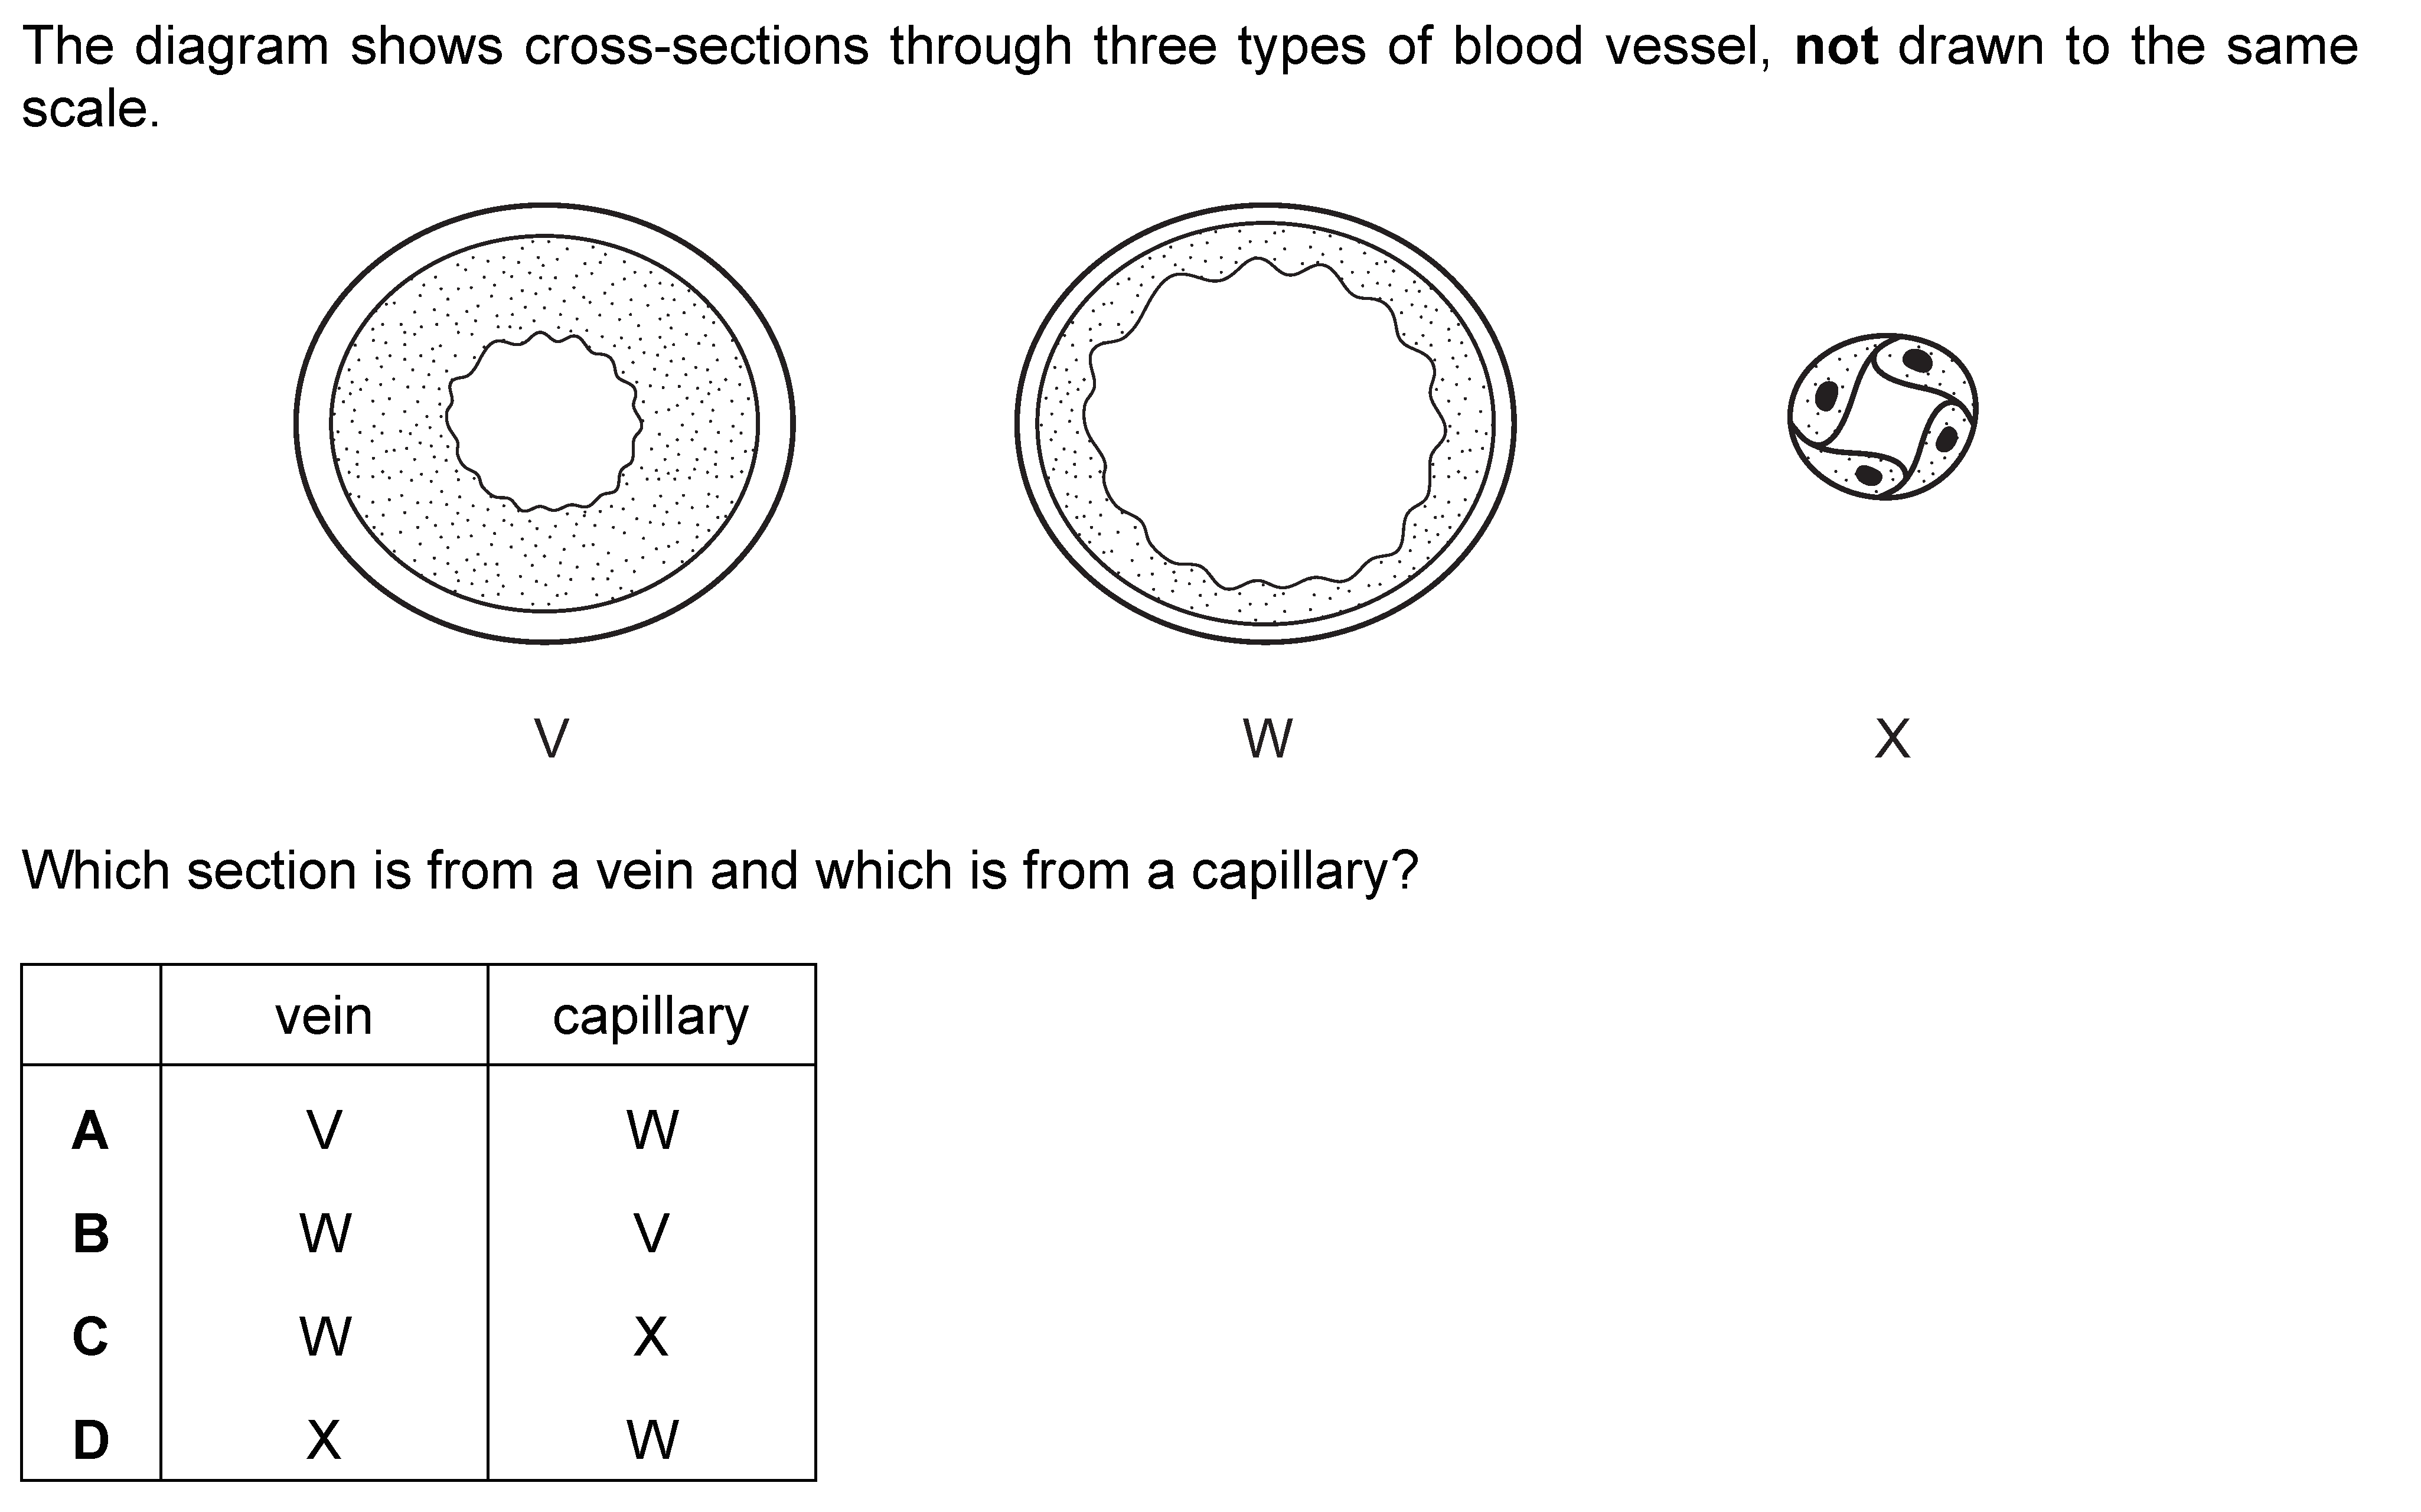 The diagram shows cross-sections through three types of blood vessel, not drawn to the same
scale.
V W X
Which section is from a vein and which is from a capillary?
vein capillary
A V W
B W V
C W X
D X W